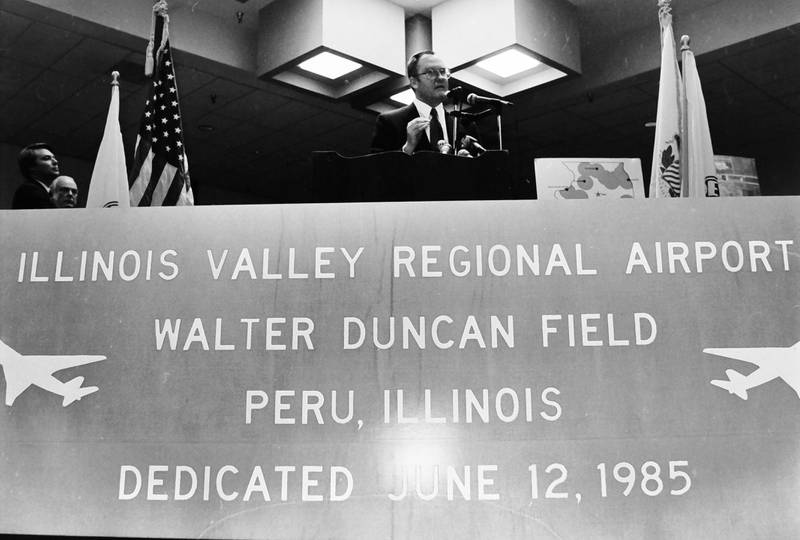 ILLINOIS VALLEY REGIONAL AIRPORT
WALTER DUNCAN FIELD
PERU, ILLINOIS
DEDICATED JUNE 12, 1985